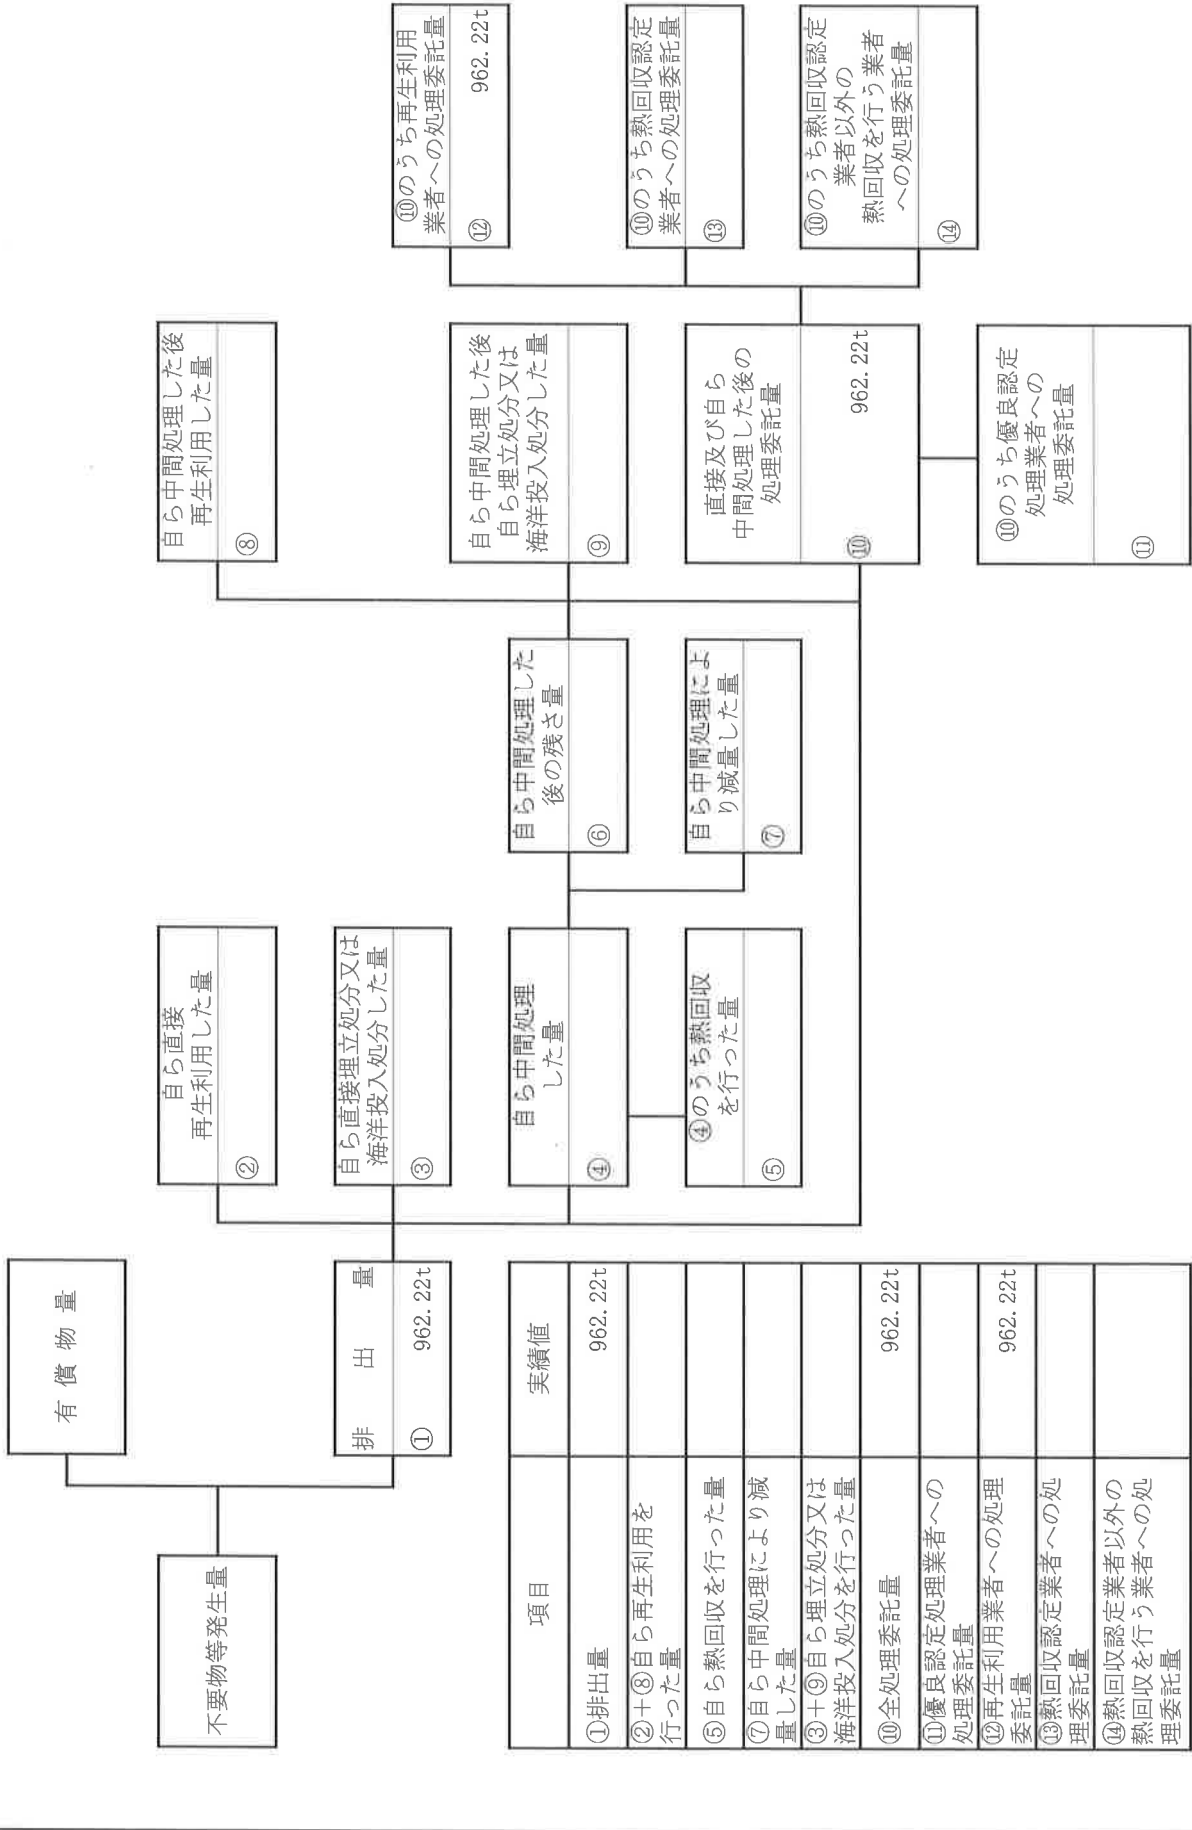 不要物等発生量
有償物量
排出量
① 962.22t
自ら直接
再生利用した量
②
自ら直接埋立処分又は
海洋投入処分した量
③
自ら中間処理
した量
④
④のうち熱回収
を行った量
⑤
自ら中間処理した
後の残さ量
⑥
自ら中間処理によ
り減量した量
⑦
自ら中間処理した後
再生利用した量
⑧
自ら中間処理した後
自ら埋立処分又は
海洋投入処分した量
⑨
直接及び自ら
中間処理した後の
処理委託量
⑩ 962.22t
⑩のうち優良認定
処理業者への
処理委託量
⑪
⑩のうち再生利用
業者への処理委託量
⑫ 962.22t
⑩のうち熱回収認定
業者への処理委託量
⑬
⑩のうち熱回収認定
業者以外の
熱回収を行う業者
への処理委託量
⑭
項目 実績値
①排出量 962.22t
②＋⑧自ら再生利用を
行った量
⑤自ら熱回収を行った量
⑦自ら中間処理により減
量した量
③＋⑨自ら埋立処分又は
海洋投入処分を行った量
⑩全処理委託量 962.22t
⑪優良認定処理業者への
処理委託量
⑫再生利用業者への処理
委託量 962.22t
⑬熱回収認定業者への処
理委託量
⑭熱回収認定業者以外の
熱回収を行う業者への処
理委託量